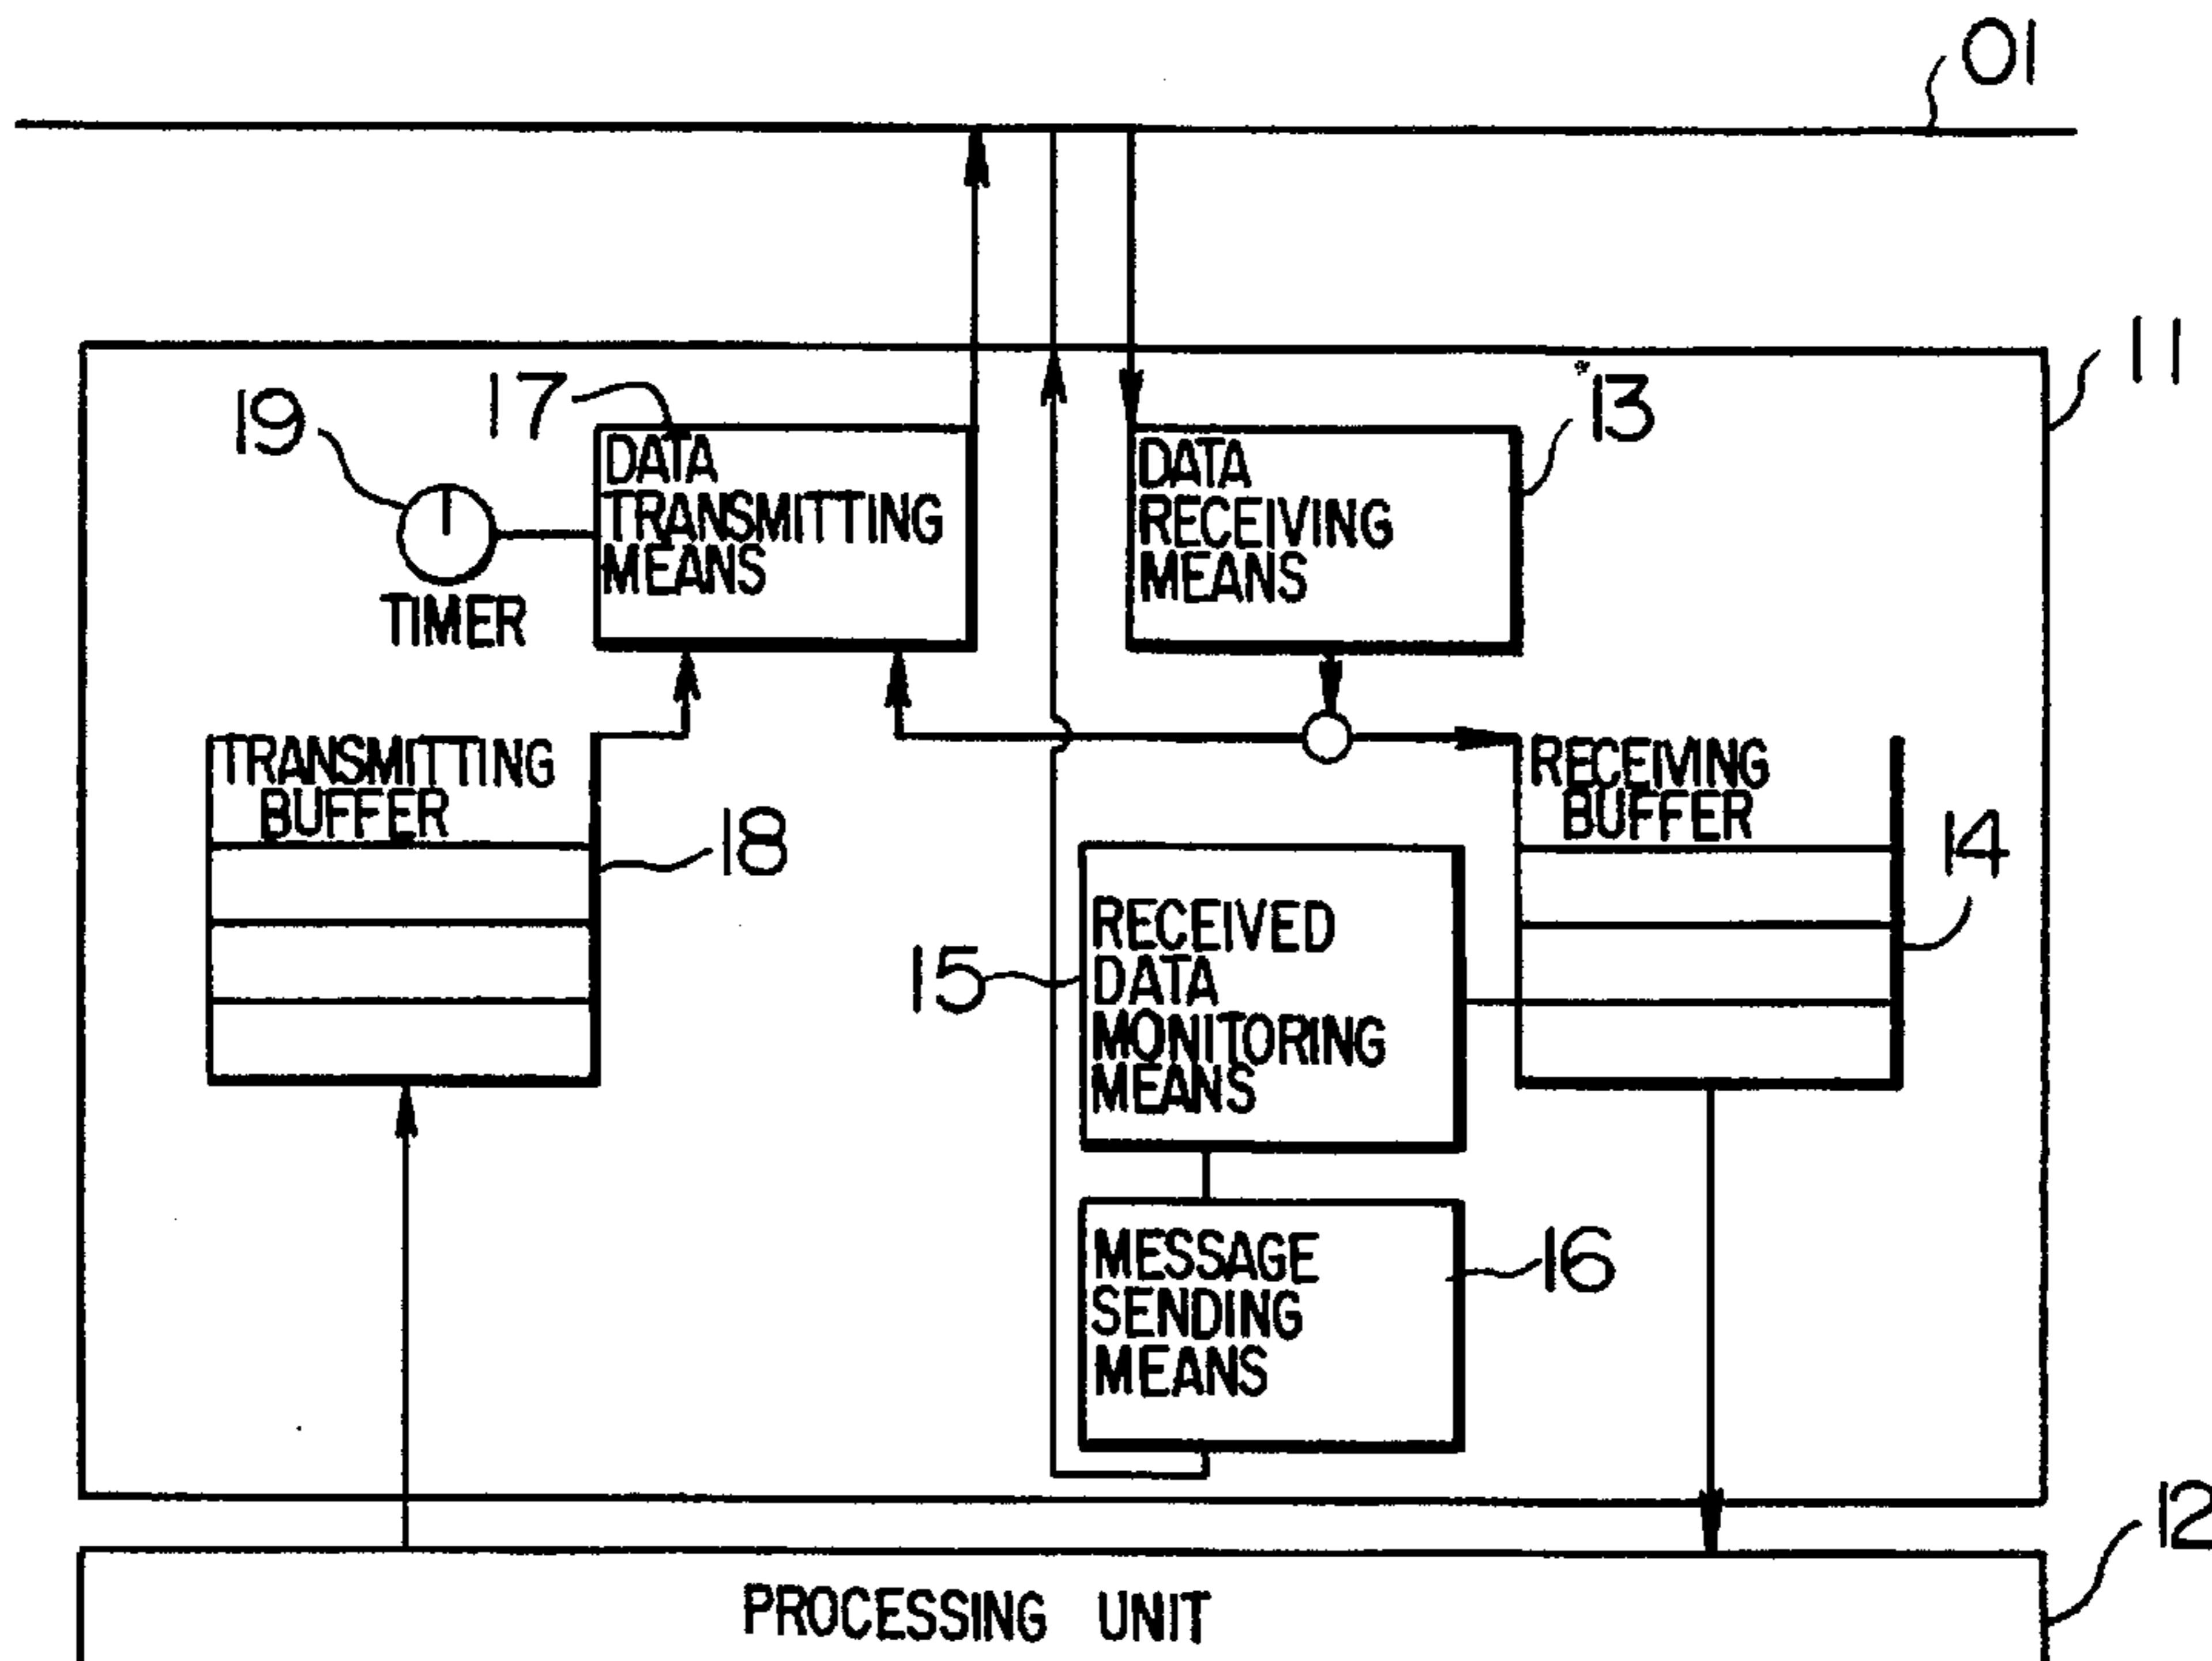 01
11
19
17
13
DATA
TRANSMITTING
MEANS
DATA
RECEIVING
MEANS
TIMER
TRANSMITTING
BUFFER
18
RECEIVING
BUFFER
14
15
RECEIVED
DATA
MONITORING
MEANS
MESSAGE
SENDING
MEANS
16
12
PROCESSING UNIT